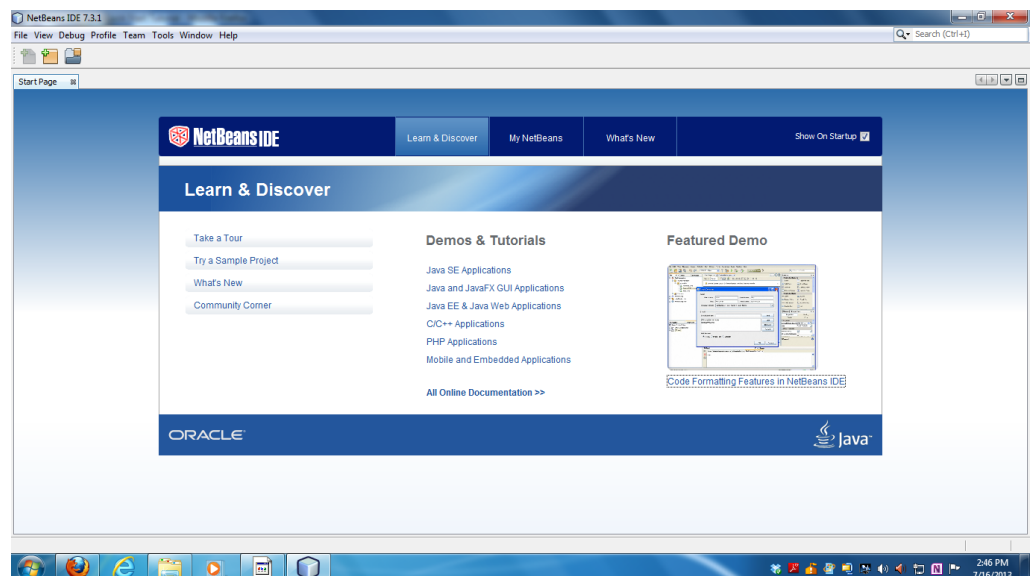 NetBeans IDE 7.3.1
File View Debug Profile Team Tools Window Help
Search (Ctrl+I)
Start Page
NetBeans IDE
Learn & Discover
My NetBeans
What's New
Show On Startup
Learn & Discover
Take a Tour
Try a Sample Project
What's New
Community Corner
Demos & Tutorials
Java SE Applications
Java and JavaFX GUI Applications
Java EE & Java Web Applications
C/C++ Applications
PHP Applications
Mobile and Embedded Applications
All Online Documentation >>
Featured Demo
Code Formatting Features in NetBeans IDE
ORACLE
Java
2:46 PM
7/16/2013